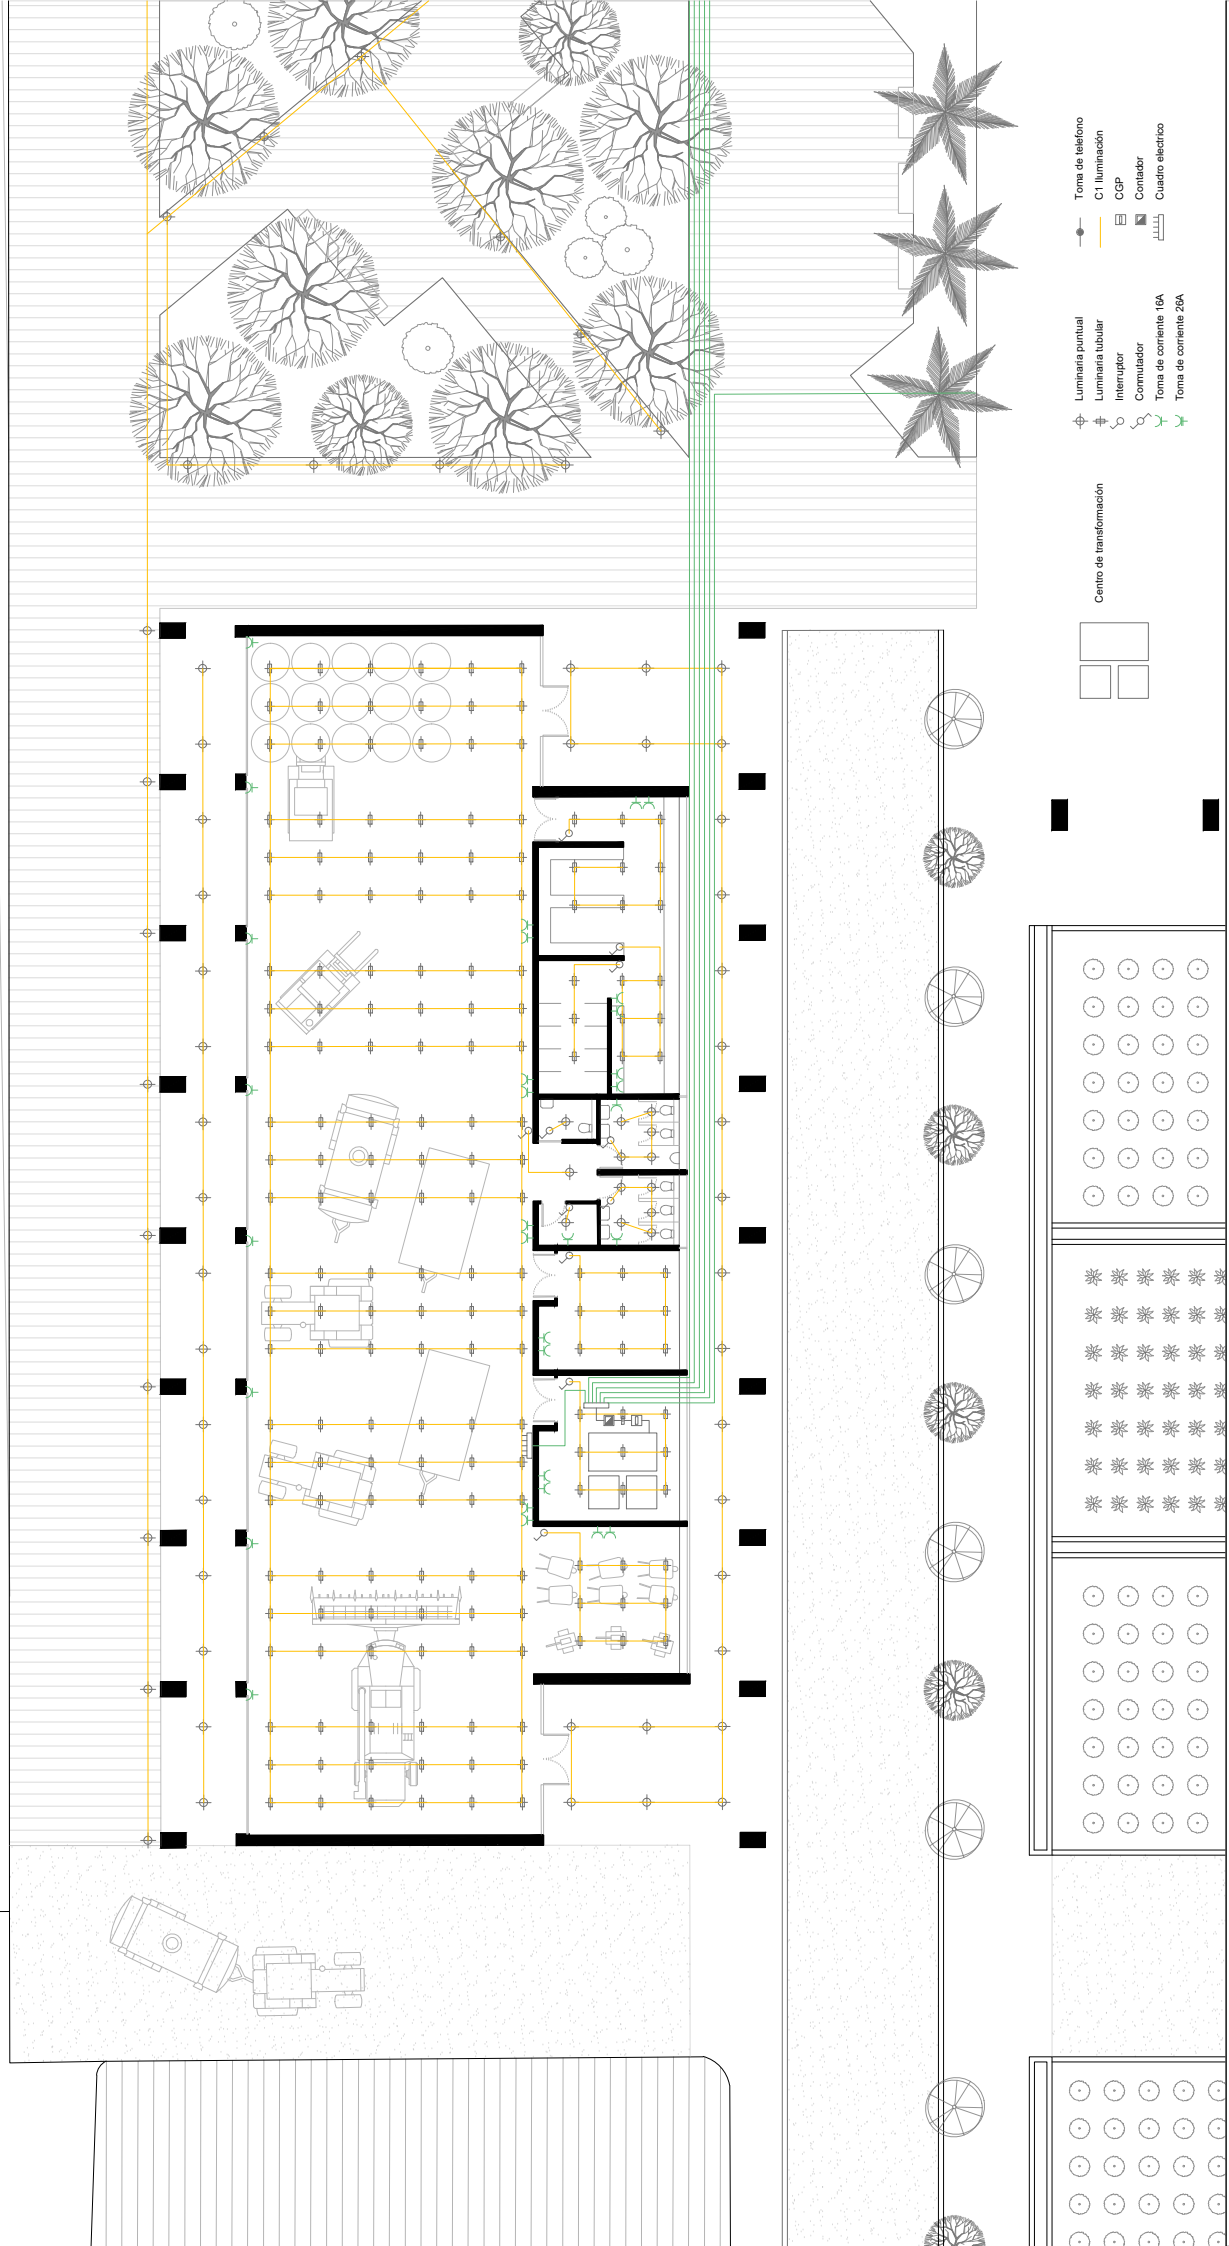 Toma de telefono
C1 Iluminación
CGP
Contador
Cuadro electrico
Luminaria puntual
Luminaria tubular
Interruptor
Conmutador
Toma de corriente 16A
Toma de corriente 26A
Centro de transformación